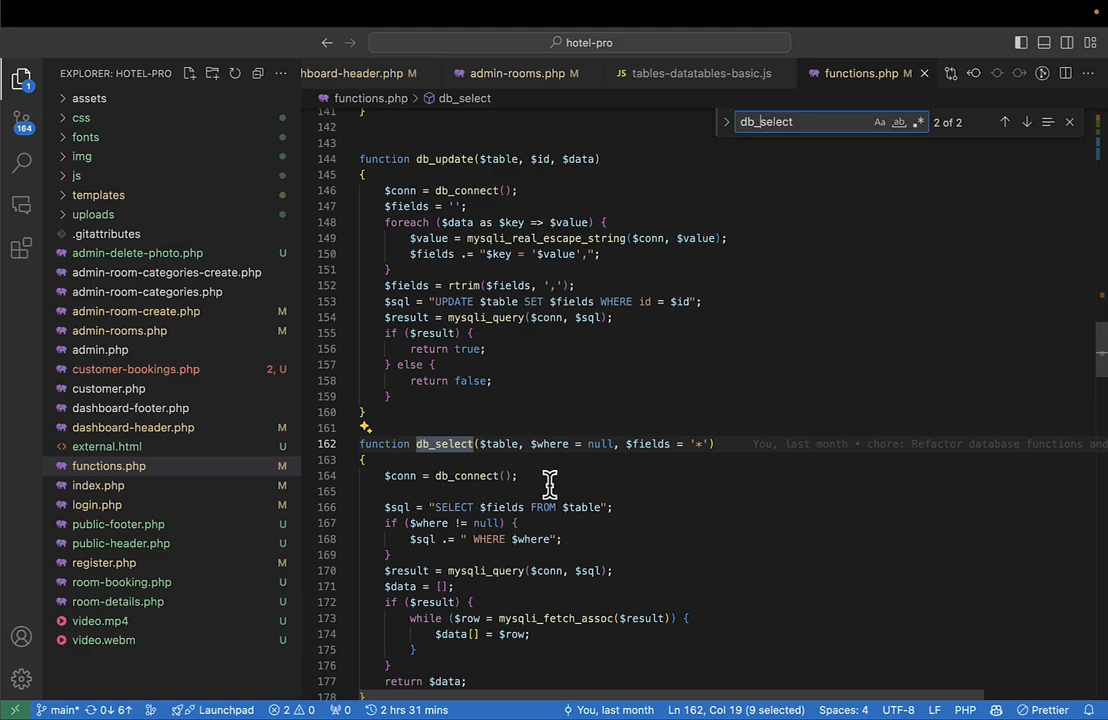 hotel-pro
EXPLORER: HOTEL-PRO
hboard-header.php M
admin-rooms.php M
JS tables-datatables-basic.js
functions.php M
functions.php > db_select
db_select
Aa ab .* 2 of 2
1
164
assets
css
fonts
img
js
templates
uploads
.gitattributes
admin-delete-photo.php U
admin-room-categories-create.php
admin-room-categories.php
admin-room-create.php M
admin-rooms.php M
admin.php
customer-bookings.php 2, U
customer.php
dashboard-footer.php
dashboard-header.php M
external.html U
functions.php M
index.php M
login.php M
public-footer.php U
public-header.php U
register.php M
room-booking.php U
room-details.php U
video.mp4 U
video.webm U
141 }
142
143
144 function db_update($table, $id, $data)
145 {
146 $conn = db_connect();
147 $fields = '';
148 foreach ($data as $key => $value) {
149 $value = mysqli_real_escape_string($conn, $value);
150 $fields .= "$key = '$value',";
151 }
152 $fields = rtrim($fields, ',');
153 $sql = "UPDATE $table SET $fields WHERE id = $id";
154 $result = mysqli_query($conn, $sql);
155 if ($result) {
156 return true;
157 } else {
158 return false;
159 }
160 }
161
162 function db_select($table, $where = null, $fields = '*') You, last month • chore: Refactor database functions and
163 {
164 $conn = db_connect();
165
166 $sql = "SELECT $fields FROM $table";
167 if ($where != null) {
168 $sql .= " WHERE $where";
169 }
170 $result = mysqli_query($conn, $sql);
171 $data = [];
172 if ($result) {
173 while ($row = mysqli_fetch_assoc($result)) {
174 $data[] = $row;
175 }
176 }
177 return $data;
178 }
main* 0↓ 6↑ Launchpad 2 0 0 2 hrs 31 mins You, last month Ln 162, Col 19 (9 selected) Spaces: 4 UTF-8 LF PHP Prettier